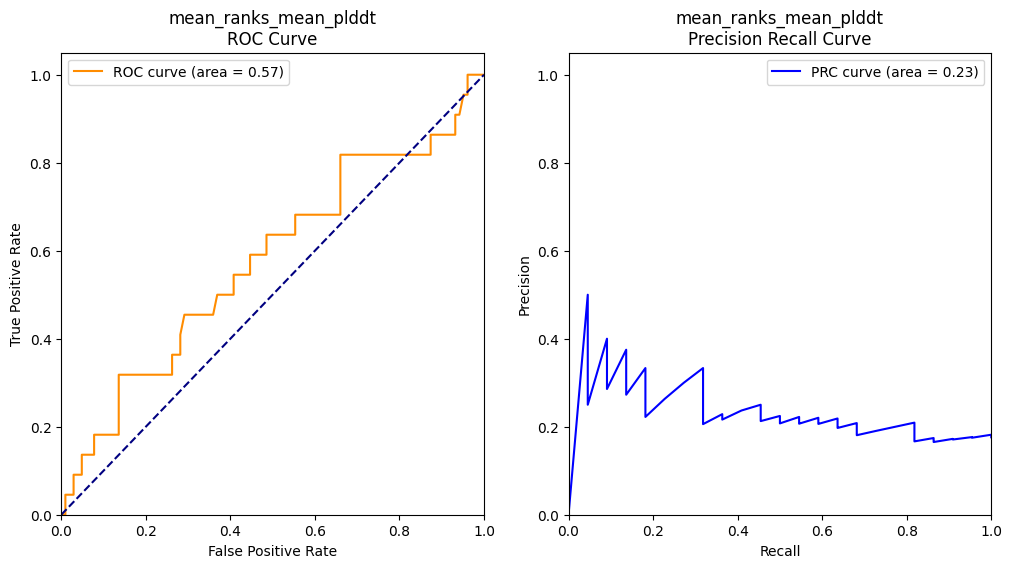 mean_ranks_mean_plddt
ROC Curve
ROC curve (area = 0.57)
True Positive Rate
1.0
0.8
0.6
0.4
0.2
0.0
0.0 0.2 0.4 0.6 0.8 1.0
False Positive Rate
mean_ranks_mean_plddt
Precision Recall Curve
PRC curve (area = 0.23)
Precision
1.0
0.8
0.6
0.4
0.2
0.0
0.0 0.2 0.4 0.6 0.8 1.0
Recall